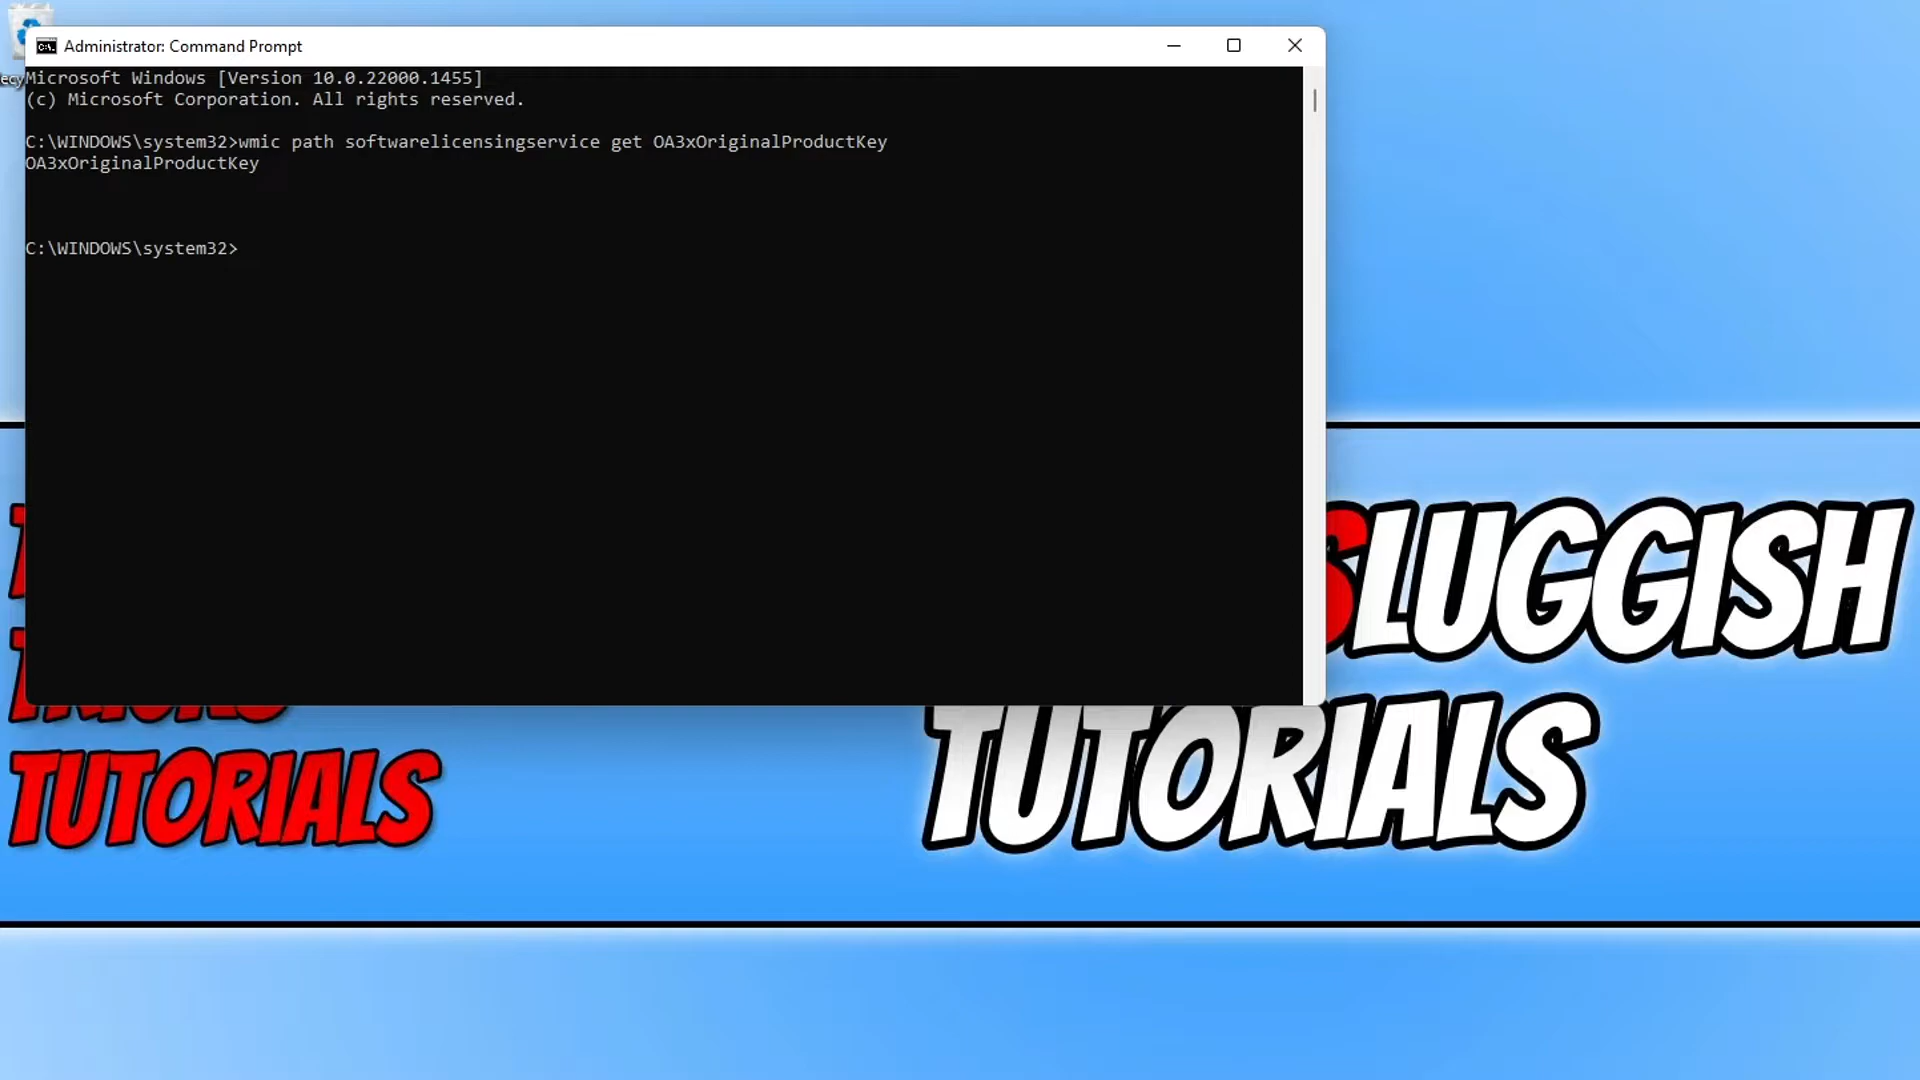 Administrator: Command Prompt
Microsoft Windows [Version 10.0.22000.1455]
(c) Microsoft Corporation. All rights reserved.
C:\WINDOWS\system32>wmic path softwarelicensingservice get OA3xOriginalProductKey
OA3xOriginalProductKey
C:\WINDOWS\system32>
SLUGGISH
TUTORIALS
TUTORIALS